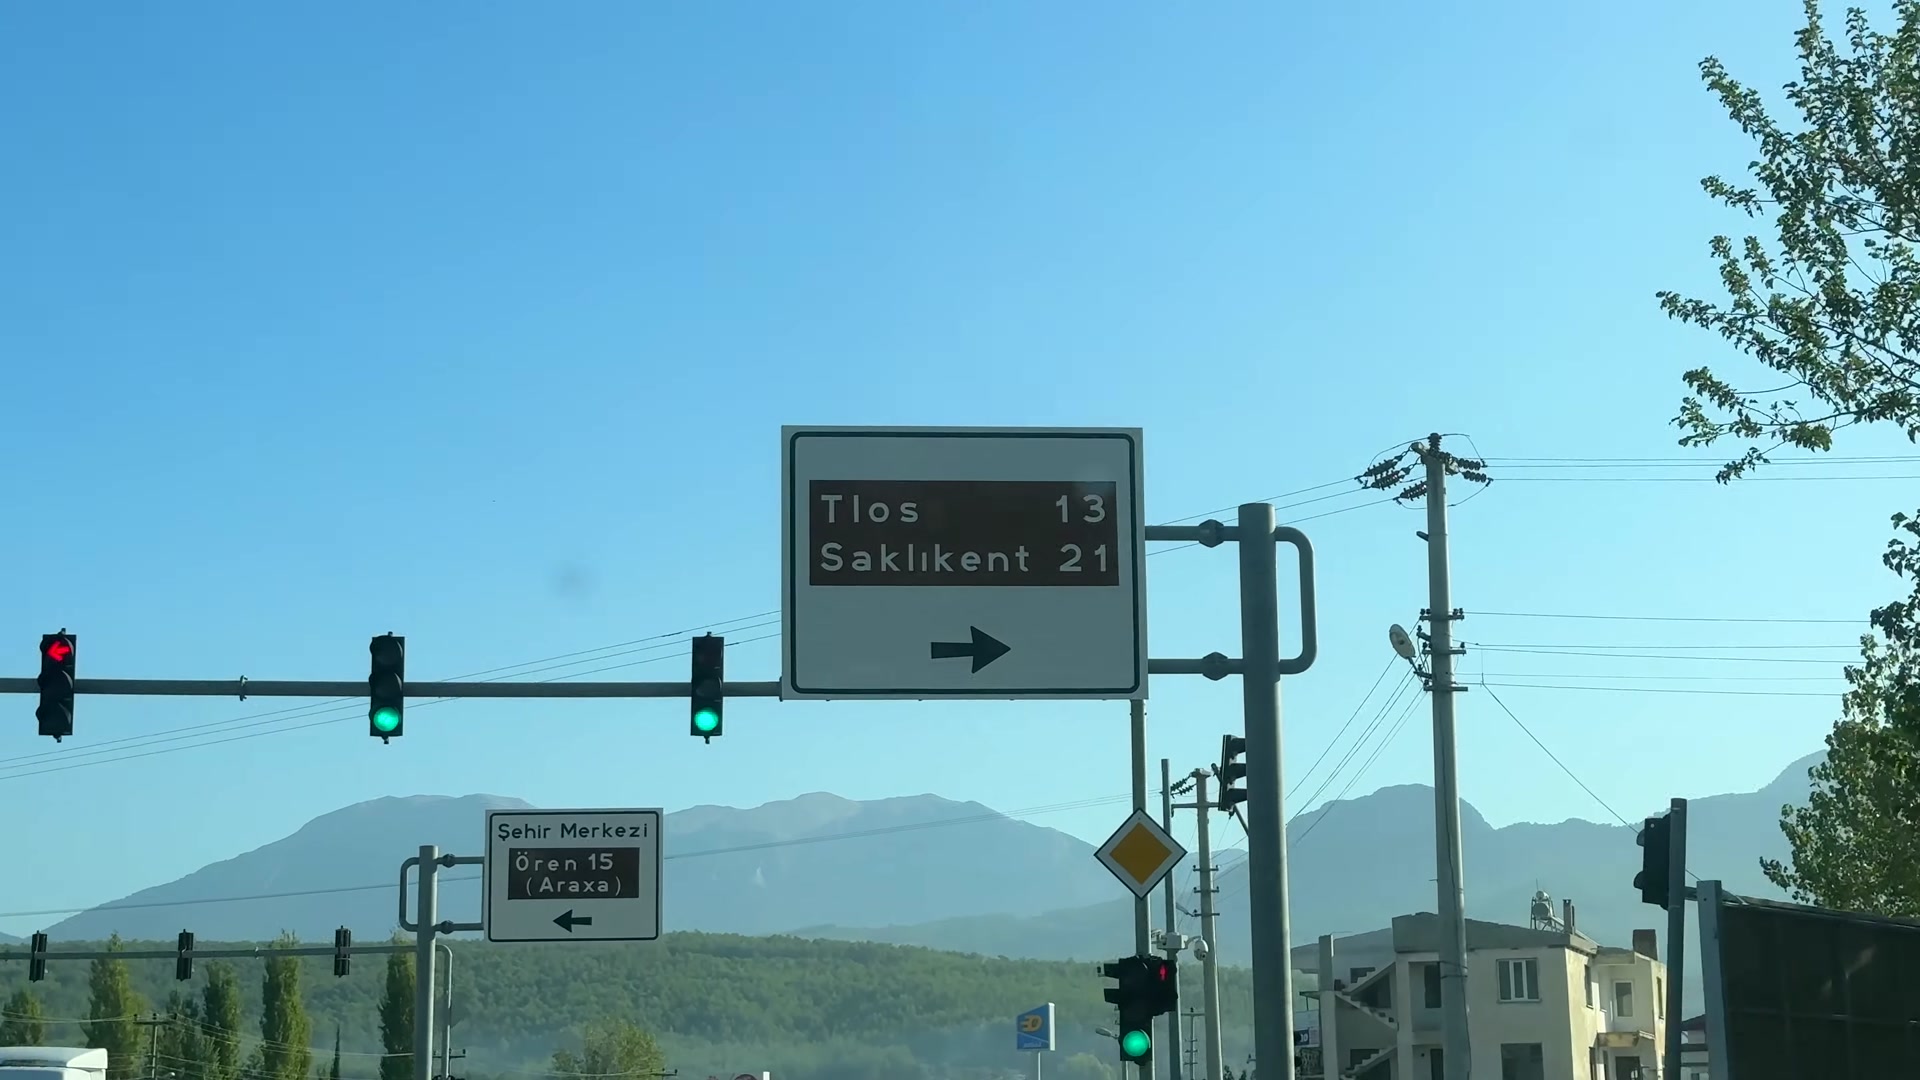 Tlos 13
Saklıkent 21
Şehir Merkezi
Ören 15
(Araxa)